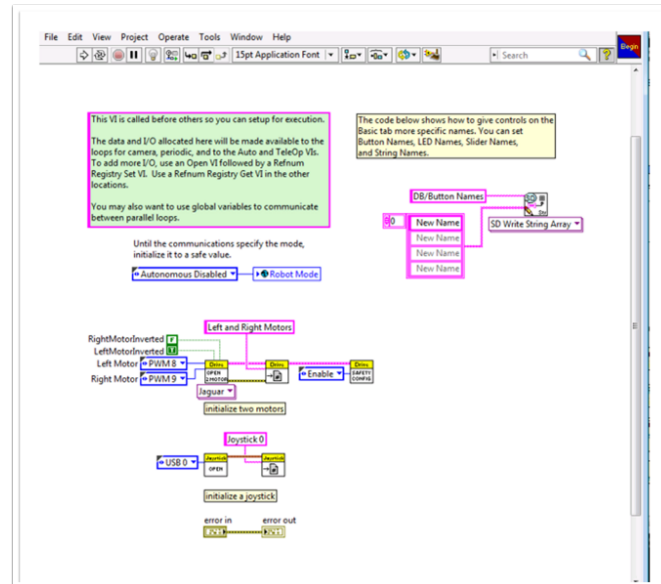 File Edit View Project Operate Tools Window Help
15pt Application Font
Search
Begin
This VI is called before others so you can setup for execution.
The data and I/O allocated here will be made available to the
loops for camera, periodic, and to the Auto and TeleOp VIs.
To add more I/O, use an Open VI followed by a Refnum
Registry Set VI. Use a Refnum Registry Get VI in the other
locations.
You may also want to use global variables to communicate
between parallel loops.
The code below shows how to give controls on the
Basic tab more specific names. You can set
Button Names, LED Names, Slider Names,
and String Names.
DB/Button Names
0
New Name
New Name
New Name
New Name
SD Write String Array
Until the communications specify the mode,
initialize it to a safe value.
Autonomous Disabled
Robot Mode
Left and Right Motors
RightMotorInverted F
LeftMotorInverted
Left Motor PWM 8
Right Motor PWM 9
Drive
OPEN
2 MOTOR
Drive
Enable
Drive
SAFETY
CONFIG
Jaguar
initialize two motors
Joystick 0
USB 0
Joystick
OPEN
Joystick
initialize a joystick
error in error out